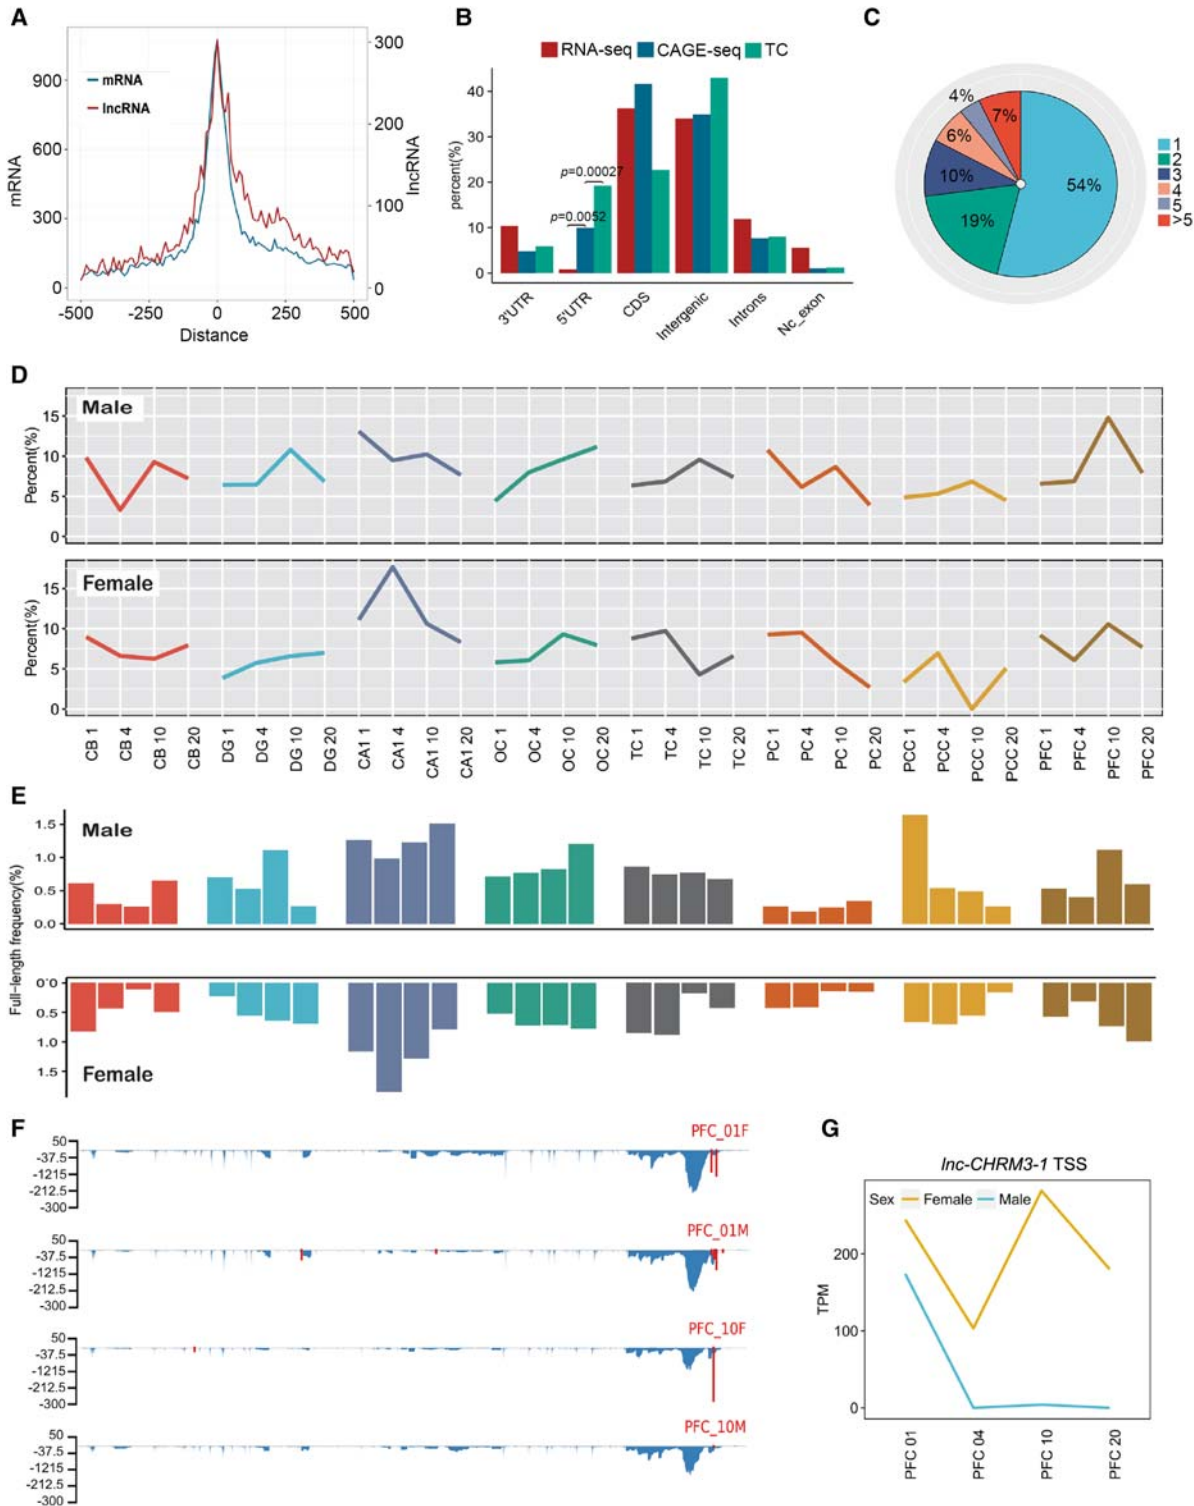 A
mRNA
lncRNA
900
600
300
0
300
200
100
0
mRNA
lncRNA
-500
-250
0
250
500
Distance
B
RNA-seq
CAGE-seq
TC
percent(%)
40
30
20
10
0
p=0.00027
p=0.0052
3'UTR
5'UTR
CDS
Intergenic
Introns
Nc_exon
C
4%
7%
6%
10%
19%
54%
1
2
3
4
5
>5
D
Male
Percent(%)
15
10
5
0
Female
Percent(%)
15
10
5
0
CB 1
CB 4
CB 10
CB 20
DG 1
DG 4
DG 10
DG 20
CA1 1
CA1 4
CA1 10
CA1 20
OC 1
OC 4
OC 10
OC 20
TC 1
TC 4
TC 10
TC 20
PC 1
PC 4
PC 10
PC 20
PCC 1
PCC 4
PCC 10
PCC 20
PFC 1
PFC 4
PFC 10
PFC 20
E
Full-length frequency(%)
Male
1.5
1.0
0.5
0.0
0.0
0.5
1.0
1.5
Female
F
PFC_01F
50
-37.5
-1215
-212.5
-300
PFC_01M
50
-37.5
-1215
-212.5
-300
PFC_10F
50
-37.5
-1215
-212.5
-300
PFC_10M
50
-37.5
-1215
-212.5
-300
G
lnc-CHRM3-1 TSS
Sex Female Male
TPM
200
100
0
PFC 01
PFC 04
PFC 10
PFC 20